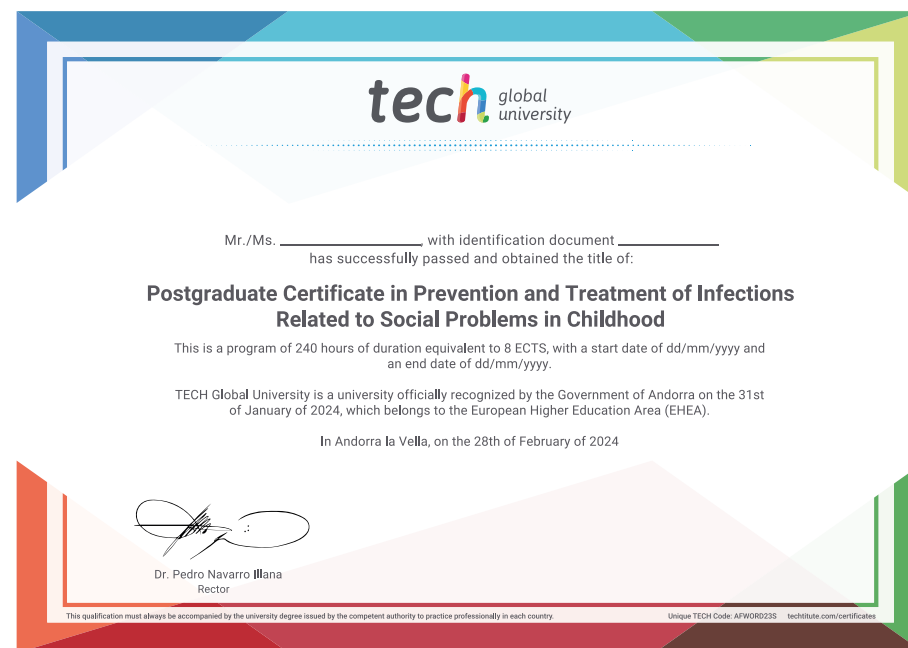 tech global university
Mr./Ms. ____________, with identification document ____________
has successfully passed and obtained the title of:
Postgraduate Certificate in Prevention and Treatment of Infections
Related to Social Problems in Childhood
This is a program of 240 hours of duration equivalent to 8 ECTS, with a start date of dd/mm/yyyy and
an end date of dd/mm/yyyy.
TECH Global University is a university officially recognized by the Government of Andorra on the 31st
of January of 2024, which belongs to the European Higher Education Area (EHEA).
In Andorra la Vella, on the 28th of February of 2024
Dr. Pedro Navarro Illana
Rector
This qualification must always be accompanied by the university degree issued by the competent authority to practice professionally in each country.
Unique TECH Code: AFWORD23S techtitute.com/certificates